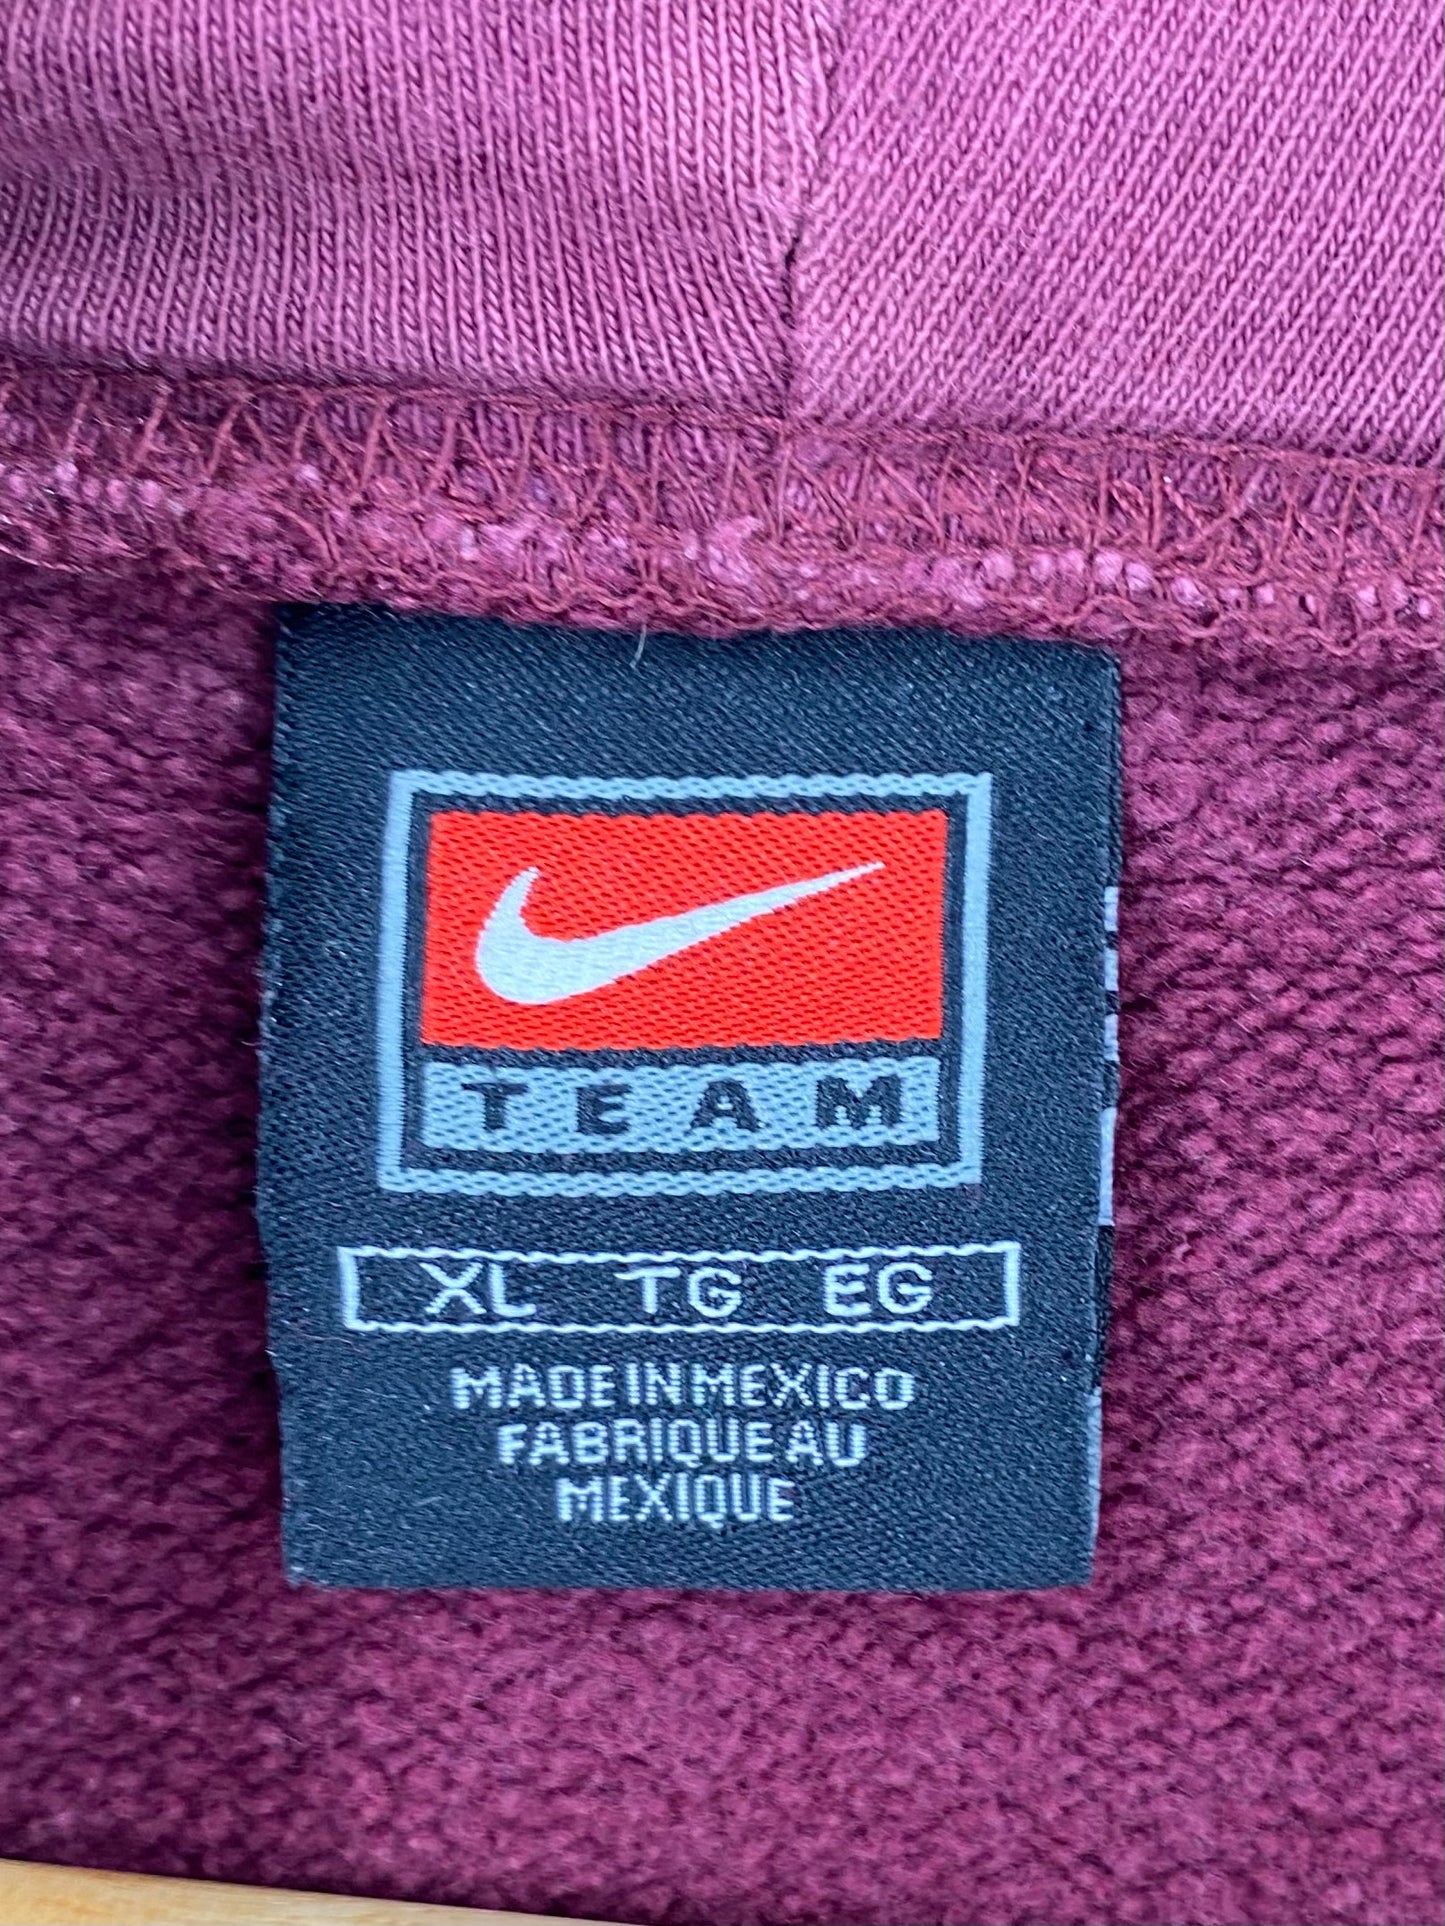 TEAM
XL TG EG
MADE IN MEXICO
FABRIQUE AU
MEXIQUE